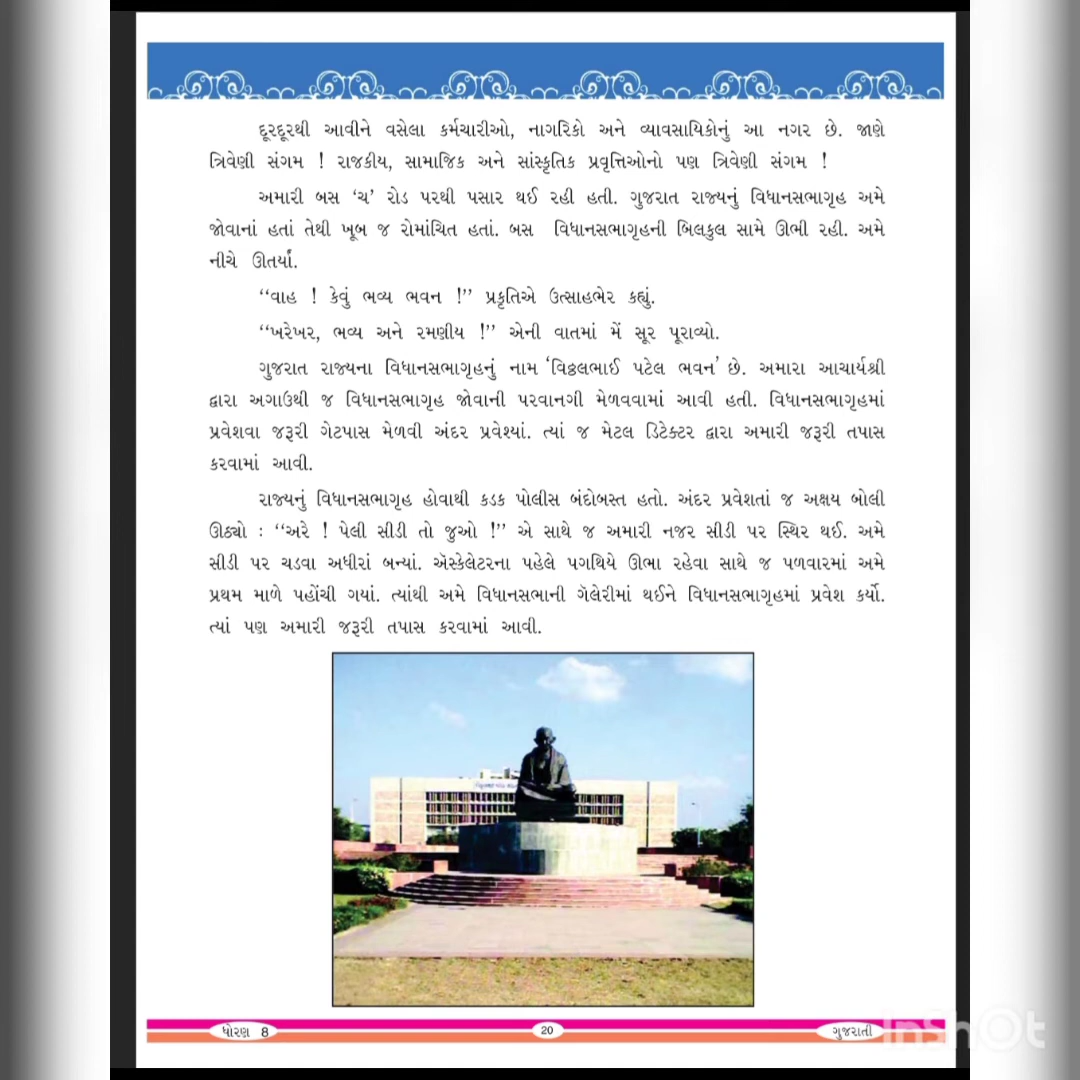 દૂરદૂરથી આવીને વસેલા કર્મચારીઓ, નાગરિકો અને વ્યાવસાયિકોનું આ નગર છે. જાણે
ત્રિવેણી સંગમ ! રાજકીય, સામાજિક અને સાંસ્કૃતિક પ્રવૃત્તિઓનો પણ ત્રિવેણી સંગમ !
અમારી બસ ‘ચ’ રોડ પરથી પસાર થઈ રહી હતી. ગુજરાત રાજ્યનું વિધાનસભાગૃહ અમે
જોવાનાં હતાં તેથી ખૂબ જ રોમાંચિત હતાં. બસ વિધાનસભાગૃહની બિલકુલ સામે ઊભી રહી. અમે
નીચે ઊતર્યાં.
“વાહ ! કેવું ભવ્ય ભવન !” પ્રકૃતિએ ઉત્સાહભેર કહ્યું.
“ખરેખર, ભવ્ય અને રમણીય !” એની વાતમાં મેં સૂર પૂરાવ્યો.
ગુજરાત રાજ્યના વિધાનસભાગૃહનું નામ ‘વિઠ્ઠલભાઈ પટેલ ભવન’ છે. અમારા આચાર્યશ્રી
દ્વારા અગાઉથી જ વિધાનસભાગૃહ જોવાની પરવાનગી મેળવવામાં આવી હતી. વિધાનસભાગૃહમાં
પ્રવેશવા જરૂરી ગેટપાસ મેળવી અંદર પ્રવેશ્યાં. ત્યાં જ મેટલ ડિટેક્ટર દ્વારા અમારી જરૂરી તપાસ
કરવામાં આવી.
રાજ્યનું વિધાનસભાગૃહ હોવાથી કડક પોલીસ બંદોબસ્ત હતો. અંદર પ્રવેશતાં જ અક્ષય બોલી
ઊઠ્યો : “અરે ! પેલી સીડી તો જુઓ !” એ સાથે જ અમારી નજર સીડી પર સ્થિર થઈ. અમે
સીડી પર ચડવા અધીરાં બન્યાં. ઍસ્કેલેટરના પહેલે પગથિયે ઊભા રહેવા સાથે જ પળવારમાં અમે
પ્રથમ માળે પહોંચી ગયાં. ત્યાંથી અમે વિધાનસભાની ગૅલેરીમાં થઈને વિધાનસભાગૃહમાં પ્રવેશ કર્યો.
ત્યાં પણ અમારી જરૂરી તપાસ કરવામાં આવી.
ધોરણ 8
20
ગુજરાતી
InShOt